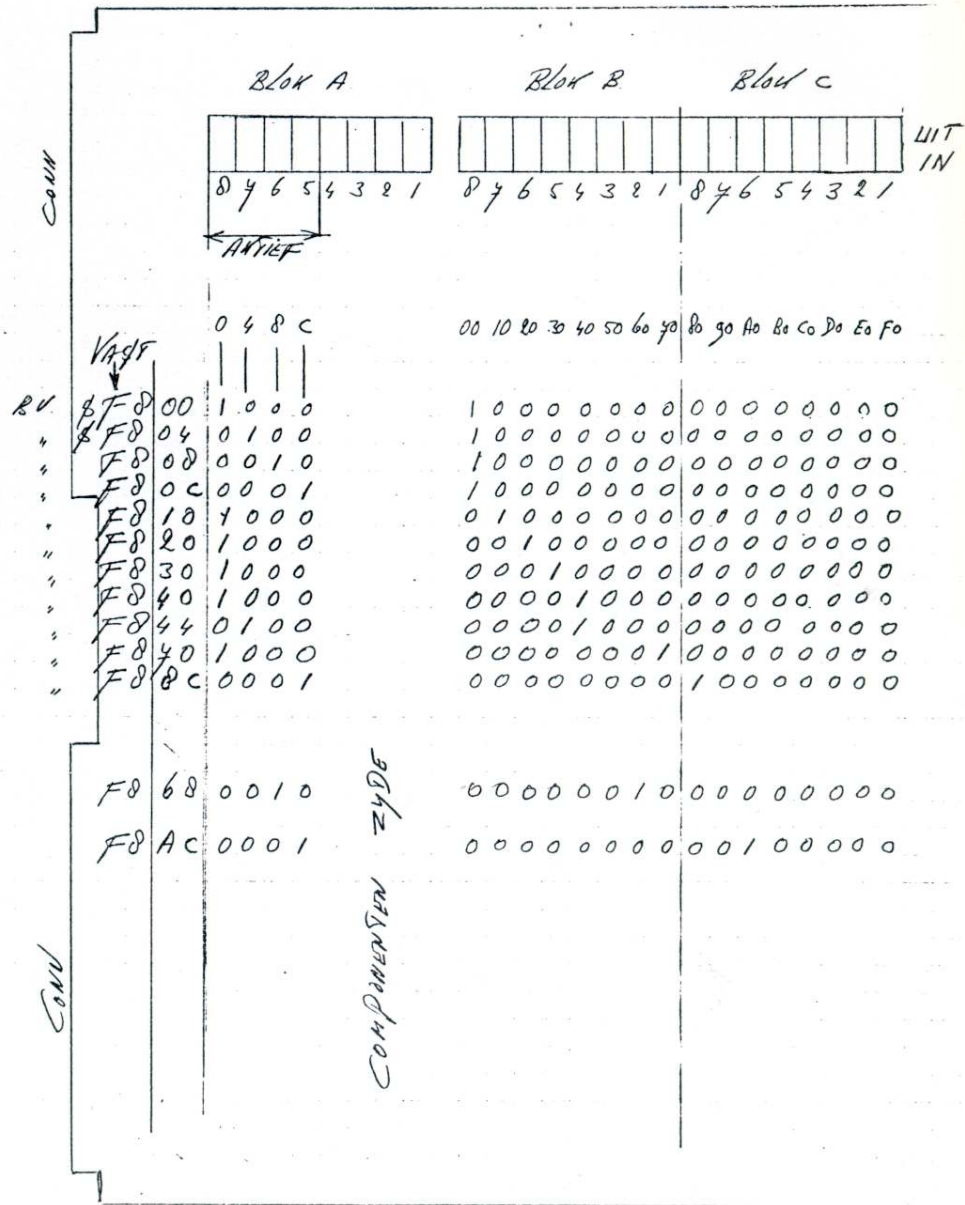 BLOK A BLOK B BLOK C
UIT
IN
CONN
8 7 6 5 4 3 2 1 8 7 6 5 4 3 2 1 8 7 6 5 4 3 2 1
AKTIEF
0 4 8 C 00 10 20 30 40 50 60 70 80 90 A0 B0 C0 D0 E0 F0
VAST
BV $F8 00 1 0 0 0 1 0 0 0 0 0 0 0 0 0 0 0 0 0 0 0
" $F8 04 0 1 0 0 1 0 0 0 0 0 0 0 0 0 0 0 0 0 0 0
" F8 08 0 0 1 0 1 0 0 0 0 0 0 0 0 0 0 0 0 0 0 0
" F8 0C 0 0 0 1 1 0 0 0 0 0 0 0 0 0 0 0 0 0 0 0
" F8 10 1 0 0 0 0 1 0 0 0 0 0 0 0 0 0 0 0 0 0 0
" F8 20 1 0 0 0 0 0 1 0 0 0 0 0 0 0 0 0 0 0 0 0
" F8 30 1 0 0 0 0 0 0 1 0 0 0 0 0 0 0 0 0 0 0 0
" F8 40 1 0 0 0 0 0 0 0 1 0 0 0 0 0 0 0 0 0 0 0
" F8 44 0 1 0 0 0 0 0 0 1 0 0 0 0 0 0 0 0 0 0 0
" F8 70 1 0 0 0 0 0 0 0 0 0 0 1 0 0 0 0 0 0 0 0
" F8 8C 0 0 0 1 0 0 0 0 0 0 0 0 1 0 0 0 0 0 0 0
F8 68 0 0 1 0 0 0 0 0 0 0 1 0 0 0 0 0 0 0 0 0
F8 AC 0 0 0 1 0 0 0 0 0 0 0 0 0 0 1 0 0 0 0 0
COMPONENTEN ZYDE
CONN